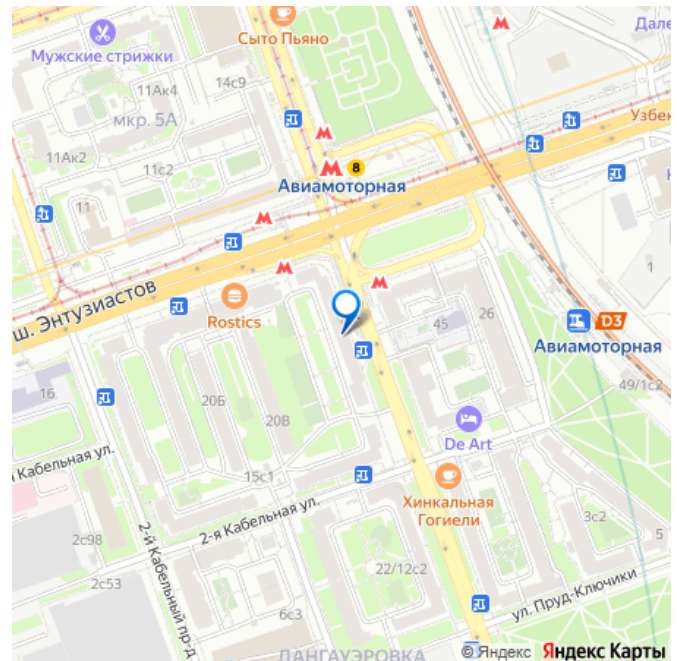 Сыто Пьяно
Дале
Мужские стрижки
14с9
11Ак4
мкр. 5А
Узбек
11Ак2
11с2
8
Авиамоторная
11
1
ш. Энтузиастов
Rostics
26
45
D3
Авиамоторная
16
20Б
49/1с2
20В
De Art
я Кабельная ул.
15с1
Хинкальная
Гогиели
2-я Кабельная ул.
2-й Кабельный пр-д
3с2
5
2с98
22/12с2
2с53
ул. Пруд-Ключики
6с3
ЛАНГАУЭРОВКА
© Яндекс Яндекс Карты